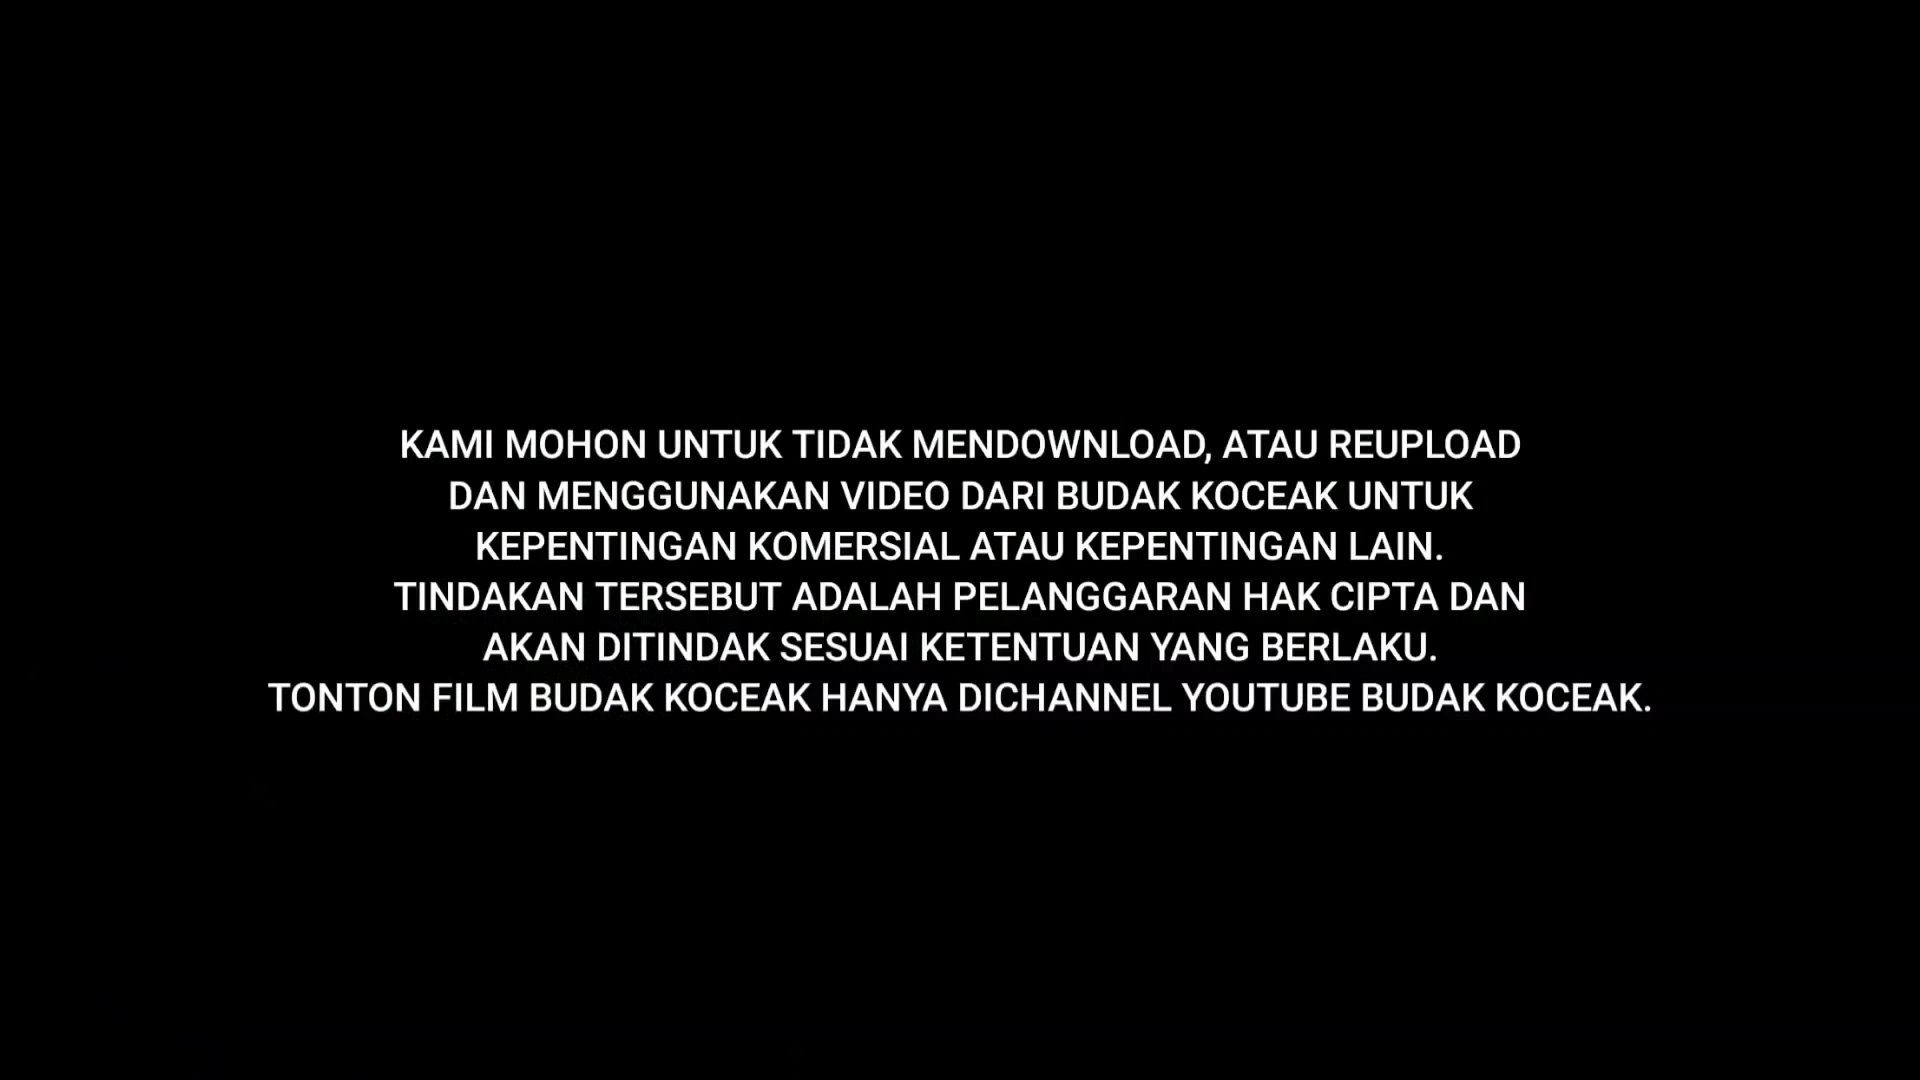 KAMI MOHON UNTUK TIDAK MENDOWNLOAD, ATAU REUPLOAD
DAN MENGGUNAKAN VIDEO DARI BUDAK KOCEAK UNTUK
KEPENTINGAN KOMERSIAL ATAU KEPENTINGAN LAIN.
TINDAKAN TERSEBUT ADALAH PELANGGARAN HAK CIPTA DAN
AKAN DITINDAK SESUAI KETENTUAN YANG BERLAKU.
TONTON FILM BUDAK KOCEAK HANYA DICHANNEL YOUTUBE BUDAK KOCEAK.